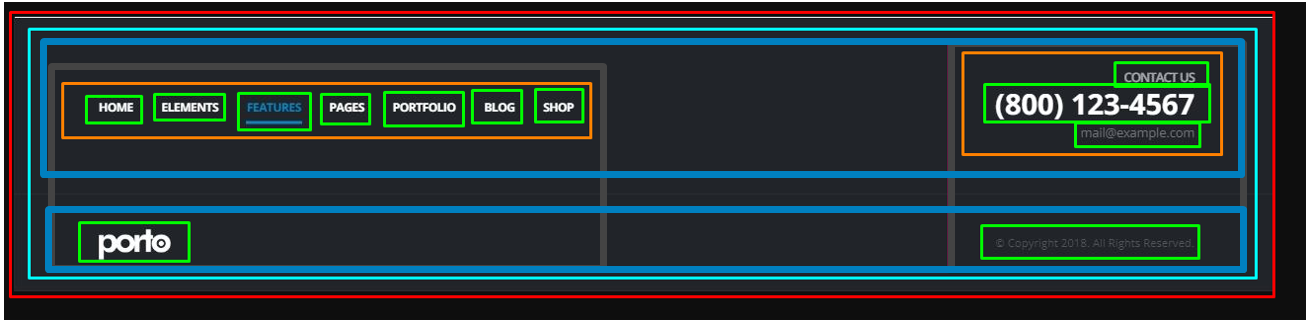 HOME ELEMENTS FEATURES PAGES PORTFOLIO BLOG SHOP
CONTACT US
(800) 123-4567
mail@example.com
porto
© Copyright 2018. All Rights Reserved.